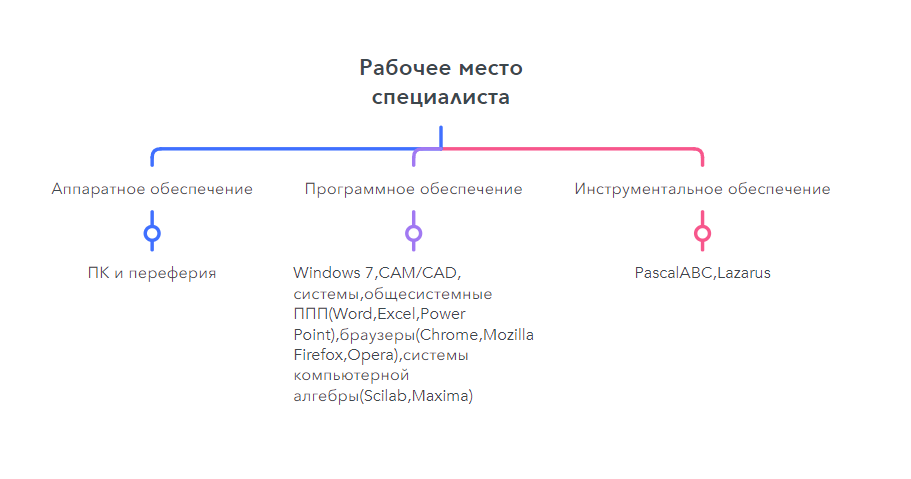 Рабочее место
специалиста
Аппаратное обеспечение
Программное обеспечение
Инструментальное обеспечение
ПК и переферия
Windows 7,CAM/CAD,
системы,общесистемные
ППП(Word,Excel,Power
Point),браузеры(Chrome,Mozilla
Firefox,Opera),системы
компьютерной
алгебры(Scilab,Maxima)
PascalABC,Lazarus